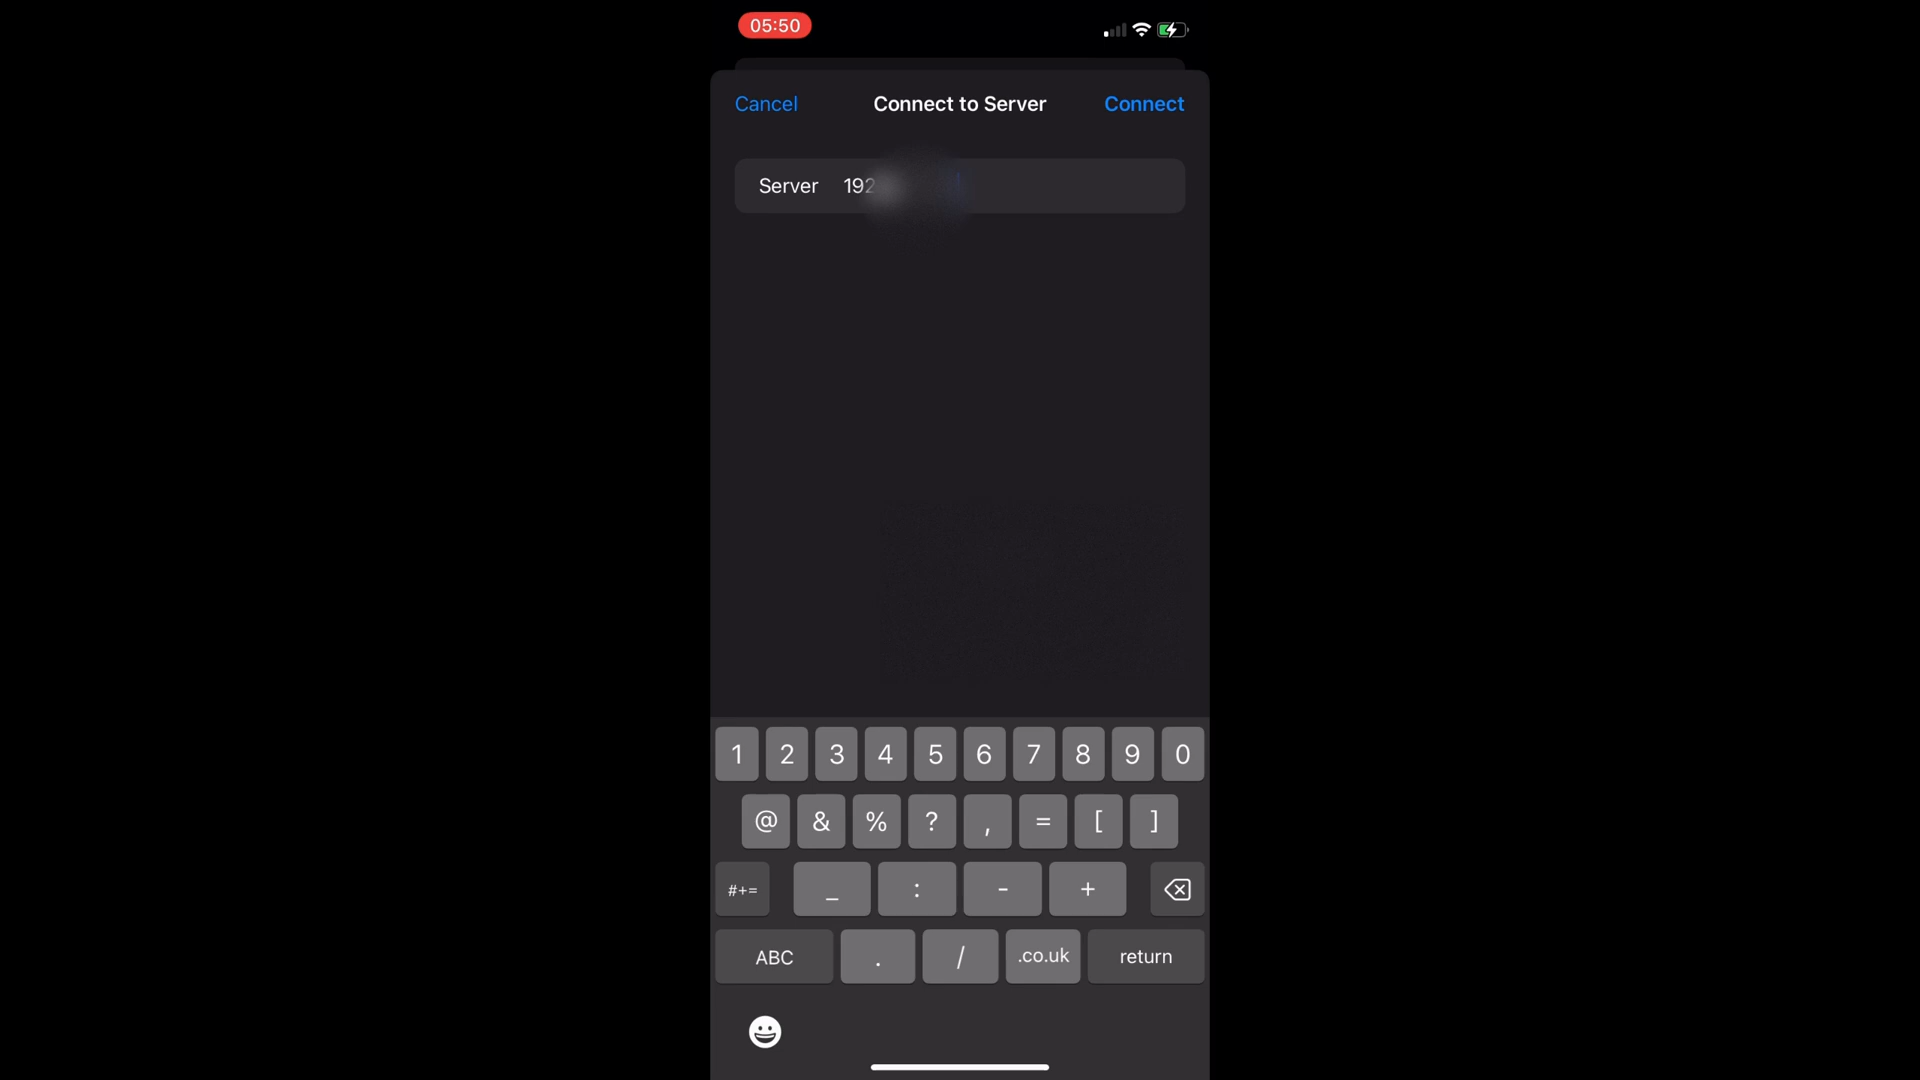 05:50
Cancel Connect to Server Connect
Server 192
1 2 3 4 5 6 7 8 9 0
@ & % ? , = [ ]
#+= _ : - +
ABC . / .co.uk return